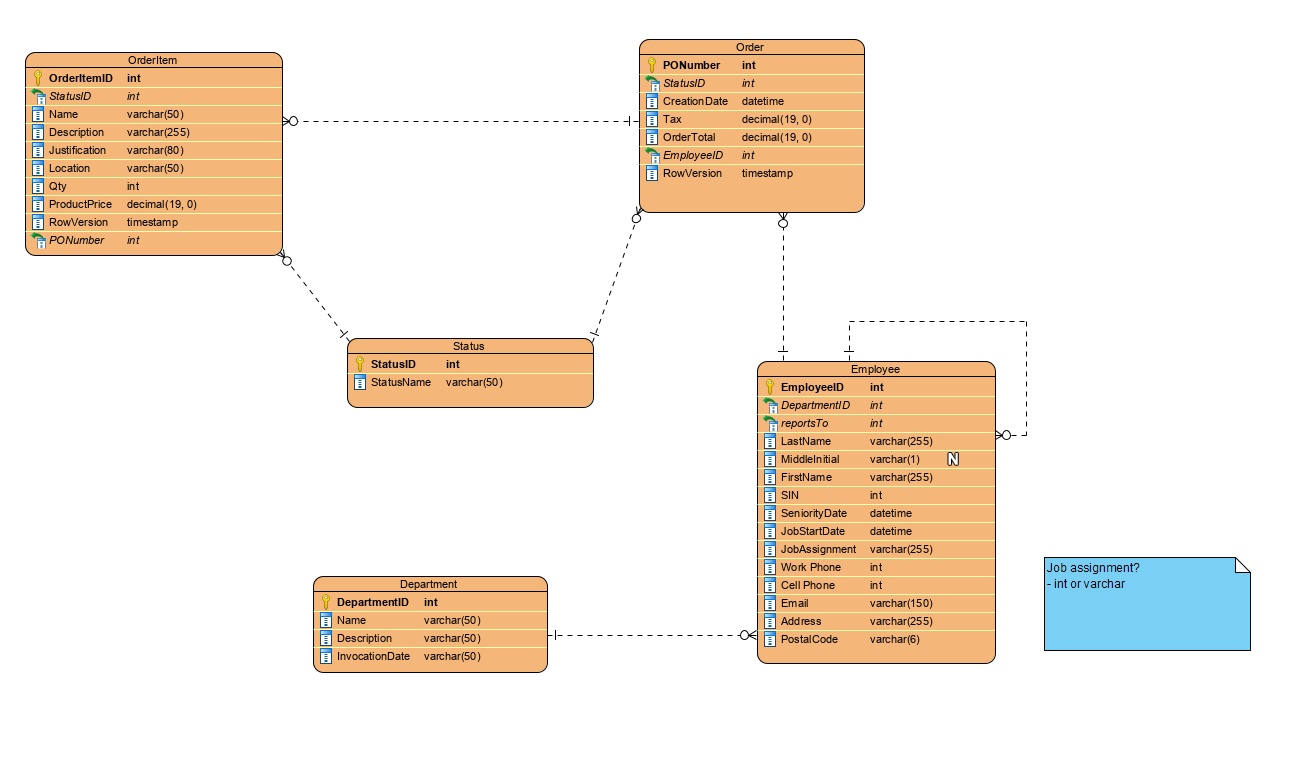 OrderItem
OrderItemID int
StatusID int
Name varchar(50)
Description varchar(255)
Justification varchar(80)
Location varchar(50)
Qty int
ProductPrice decimal(19, 0)
RowVersion timestamp
PONumber int
Order
PONumber int
StatusID int
CreationDate datetime
Tax decimal(19, 0)
OrderTotal decimal(19, 0)
EmployeeID int
RowVersion timestamp
Status
StatusID int
StatusName varchar(50)
Employee
EmployeeID int
DepartmentID int
reportsTo int
LastName varchar(255)
MiddleInitial varchar(1) N
FirstName varchar(255)
SIN int
SeniorityDate datetime
JobStartDate datetime
JobAssignment varchar(255)
Work Phone int
Cell Phone int
Email varchar(150)
Address varchar(255)
PostalCode varchar(6)
Department
DepartmentID int
Name varchar(50)
Description varchar(50)
InvocationDate varchar(50)
Job assignment?
- int or varchar